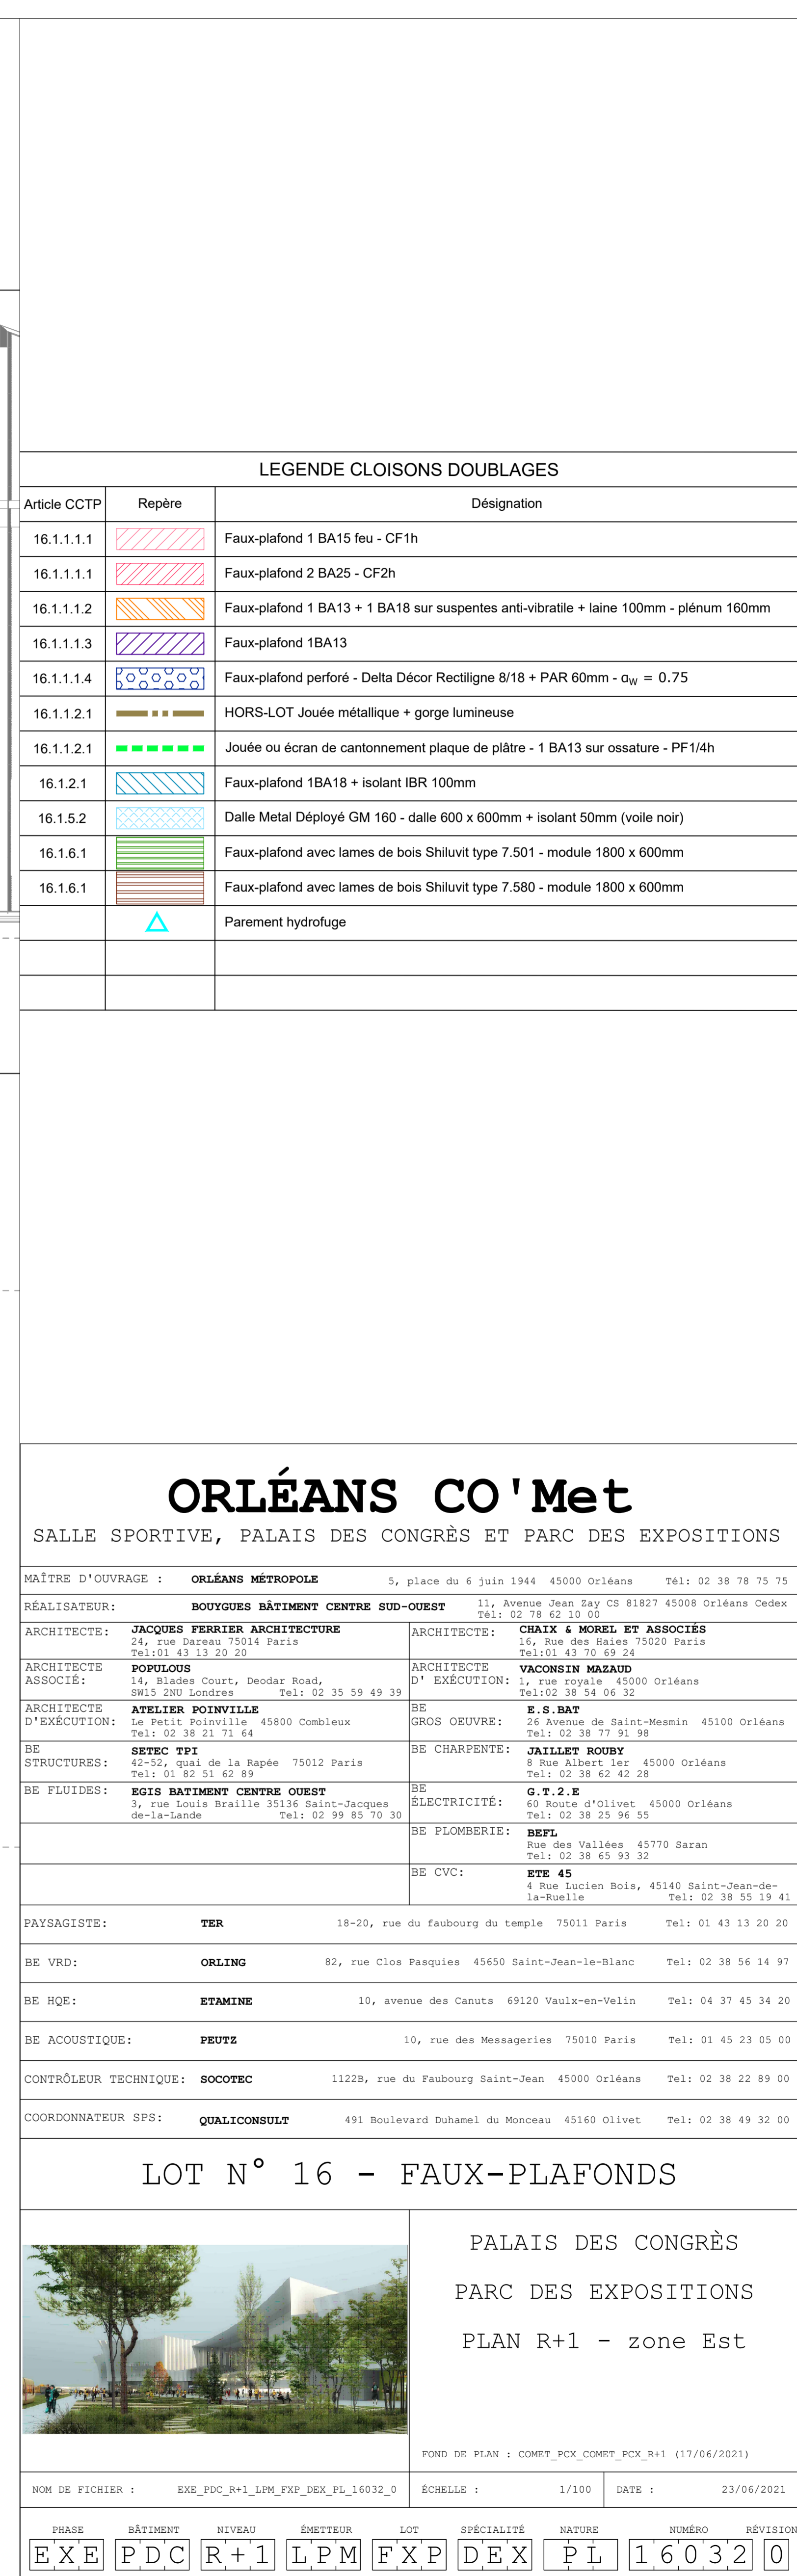 LEGENDE CLOISONS DOUBLAGES
Article CCTP Repère Désignation
16.1.1.1.1 Faux-plafond 1 BA15 feu - CF1h
16.1.1.1.1 Faux-plafond 2 BA25 - CF2h
16.1.1.1.2 Faux-plafond 1 BA13 + 1 BA18 sur suspentes anti-vibratile + laine 100mm - plénum 160mm
16.1.1.1.3 Faux-plafond 1BA13
16.1.1.1.4 Faux-plafond perforé - Delta Décor Rectiligne 8/18 + PAR 60mm - αw = 0.75
16.1.1.2.1 HORS-LOT Jouée métallique + gorge lumineuse
16.1.1.2.1 Jouée ou écran de cantonnement plaque de plâtre - 1 BA13 sur ossature - PF1/4h
16.1.2.1 Faux-plafond 1BA18 + isolant IBR 100mm
16.1.5.2 Dalle Metal Déployé GM 160 - dalle 600 x 600mm + isolant 50mm (voile noir)
16.1.6.1 Faux-plafond avec lames de bois Shiluvit type 7.501 - module 1800 x 600mm
16.1.6.1 Faux-plafond avec lames de bois Shiluvit type 7.580 - module 1800 x 600mm
Parement hydrofuge
ORLÉANS CO'Met
SALLE SPORTIVE, PALAIS DES CONGRÈS ET PARC DES EXPOSITIONS
MAÎTRE D'OUVRAGE : ORLÉANS MÉTROPOLE 5, place du 6 juin 1944 45000 Orléans Tél: 02 38 78 75 75
RÉALISATEUR: BOUYGUES BÂTIMENT CENTRE SUD-OUEST 11, Avenue Jean Zay CS 81827 45008 Orléans Cedex
Tél: 02 78 62 10 00
ARCHITECTE: JACQUES FERRIER ARCHITECTURE
24, rue Dareau 75014 Paris
Tel:01 43 13 20 20
ARCHITECTE: CHAIX & MOREL ET ASSOCIÉS
16, Rue des Haies 75020 Paris
Tel:01 43 70 69 24
ARCHITECTE ASSOCIÉ: POPULOUS
14, Blades Court, Deodar Road,
SW15 2NU Londres Tel: 02 35 59 49 39
ARCHITECTE D' EXÉCUTION: VACONSIN MAZAUD
1, rue royale 45000 Orléans
Tel:02 38 54 06 32
ARCHITECTE D'EXÉCUTION: ATELIER POINVILLE
Le Petit Poinville 45800 Combleux
Tel: 02 38 21 71 64
BE GROS OEUVRE: E.S.BAT
26 Avenue de Saint-Mesmin 45100 Orléans
Tel: 02 38 77 91 98
BE STRUCTURES: SETEC TPI
42-52, quai de la Rapée 75012 Paris
Tel: 01 82 51 62 89
BE CHARPENTE: JAILLET ROUBY
8 Rue Albert 1er 45000 Orléans
Tel: 02 38 62 42 28
BE FLUIDES: EGIS BATIMENT CENTRE OUEST
3, rue Louis Braille 35136 Saint-Jacques
de-la-Lande Tel: 02 99 85 70 30
BE ÉLECTRICITÉ: G.T.2.E
60 Route d'Olivet 45000 Orléans
Tel: 02 38 25 96 55
BE PLOMBERIE: BEFL
Rue des Vallées 45770 Saran
Tel: 02 38 65 93 32
BE CVC: ETE 45
4 Rue Lucien Bois, 45140 Saint-Jean-de-
la-Ruelle Tel: 02 38 55 19 41
PAYSAGISTE: TER 18-20, rue du faubourg du temple 75011 Paris Tel: 01 43 13 20 20
BE VRD: ORLING 82, rue Clos Pasquies 45650 Saint-Jean-le-Blanc Tel: 02 38 56 14 97
BE HQE: ETAMINE 10, avenue des Canuts 69120 Vaulx-en-Velin Tel: 04 37 45 34 20
BE ACOUSTIQUE: PEUTZ 10, rue des Messageries 75010 Paris Tel: 01 45 23 05 00
CONTRÔLEUR TECHNIQUE: SOCOTEC 1122B, rue du Faubourg Saint-Jean 45000 Orléans Tel: 02 38 22 89 00
COORDONNATEUR SPS: QUALICONSULT 491 Boulevard Duhamel du Monceau 45160 Olivet Tel: 02 38 49 32 00
LOT N° 16 - FAUX-PLAFONDS
PALAIS DES CONGRÈS
PARC DES EXPOSITIONS
PLAN R+1 - zone Est
FOND DE PLAN : COMET_PCX_COMET_PCX_R+1 (17/06/2021)
NOM DE FICHIER : EXE_PDC_R+1_LPM_FXP_DEX_PL_16032_0 ÉCHELLE : 1/100 DATE : 23/06/2021
PHASE BÂTIMENT NIVEAU ÉMETTEUR LOT SPÉCIALITÉ NATURE NUMÉRO RÉVISION
EXE PDC R+1 LPM FXP DEX PL 16032 0